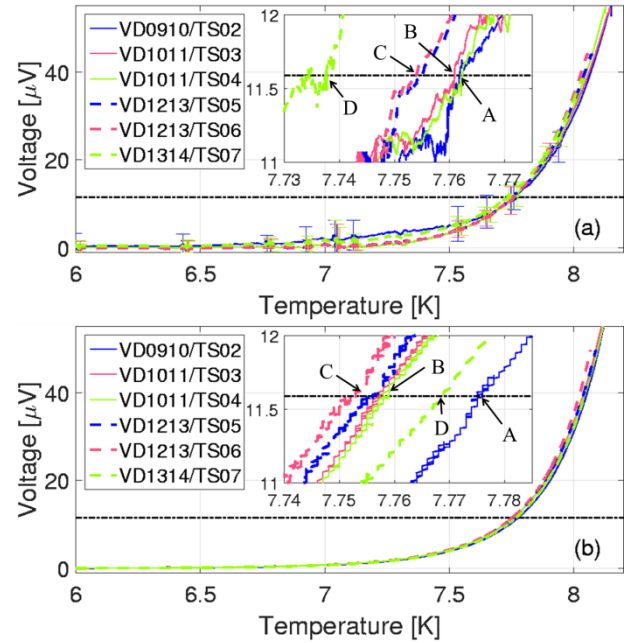 Voltage [μV]
40
20
0
VD0910/TS02
VD1011/TS03
VD1011/TS04
VD1213/TS05
VD1213/TS06
VD1314/TS07
12
11.5
11
B
C
D
A
7.73 7.74 7.75 7.76 7.77
(a)
6 6.5 7 7.5 8
Temperature [K]
Voltage [μV]
40
20
0
VD0910/TS02
VD1011/TS03
VD1011/TS04
VD1213/TS05
VD1213/TS06
VD1314/TS07
12
11.5
11
C
B
D
A
7.74 7.75 7.76 7.77 7.78
(b)
6 6.5 7 7.5 8
Temperature [K]